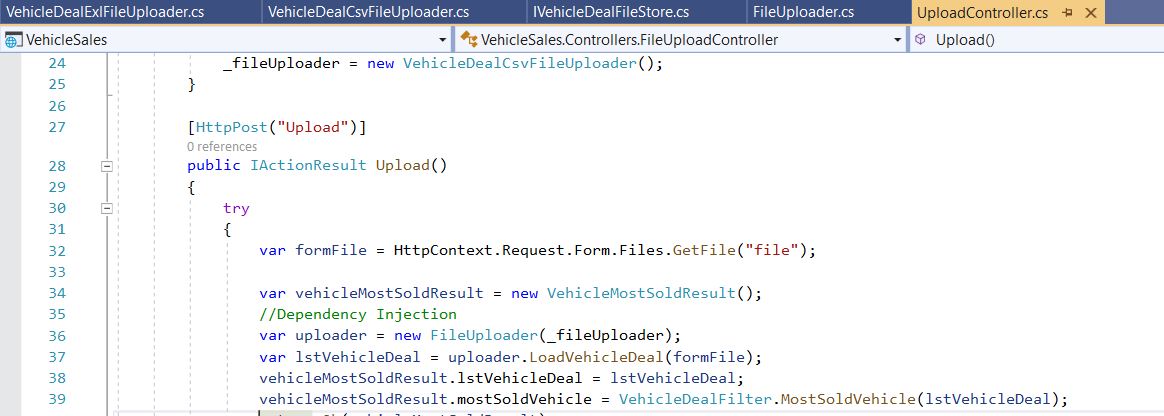 VehicleDealExlFileUploader.cs VehicleDealCsvFileUploader.cs IVehicleDealFileStore.cs FileUploader.cs UploadController.cs
VehicleSales VehicleSales.Controllers.FileUploadController Upload()
24 _fileUploader = new VehicleDealCsvFileUploader();
25 }
26
27 [HttpPost("Upload")]
0 references
28 public IActionResult Upload()
29 {
30 try
31 {
32 var formFile = HttpContext.Request.Form.Files.GetFile("file");
33
34 var vehicleMostSoldResult = new VehicleMostSoldResult();
35 //Dependency Injection
36 var uploader = new FileUploader(_fileUploader);
37 var lstVehicleDeal = uploader.LoadVehicleDeal(formFile);
38 vehicleMostSoldResult.lstVehicleDeal = lstVehicleDeal;
39 vehicleMostSoldResult.mostSoldVehicle = VehicleDealFilter.MostSoldVehicle(lstVehicleDeal);